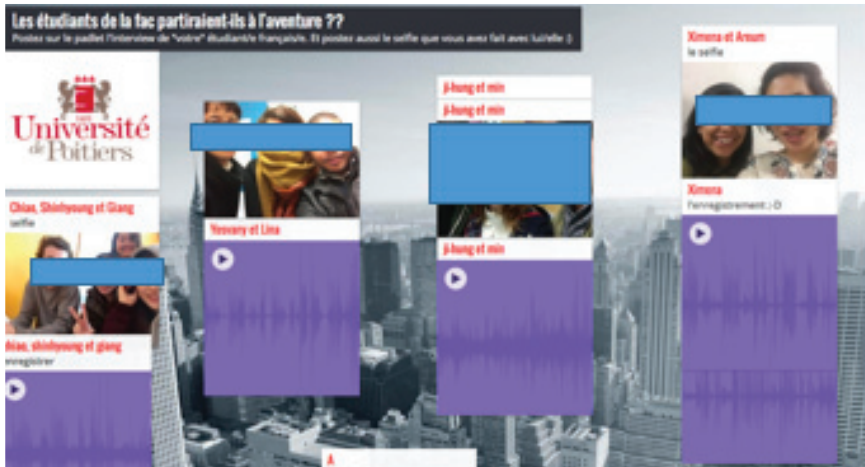 Les étudiants de la fac partiraient-ils à l'aventure ??
Postez sur le padlet l'interview de "votre" étudiant/e français/e. Et postez aussi le selfie que vous avez fait avec lui/elle :)
Université
de Poitiers
Chiao, Shinhyoung et Giang
selfie
chiao, shinhyoung et giang
enregistrer
Yesvany et Lina
ji-hung et min
ji-hung et min
ji-hung et min
Ximena et Areum
le selfie
Ximena
l'enregistrement ;-D
A